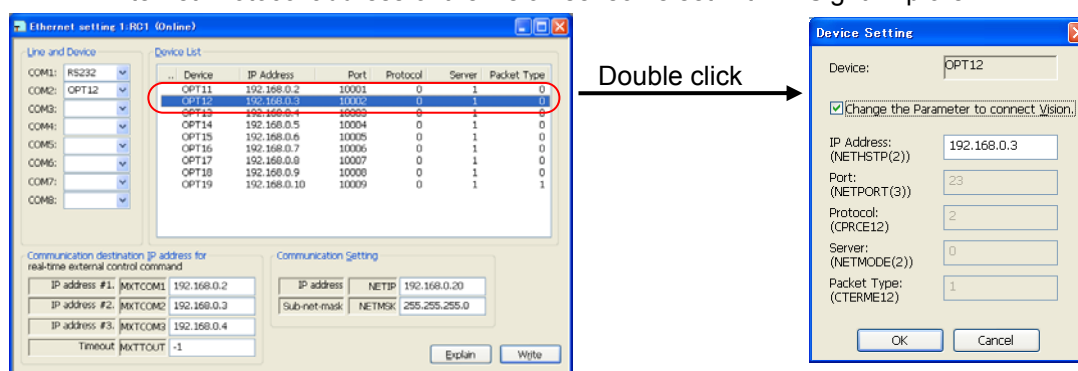 Ethernet setting 1:RC1 (Online)
Line and Device
COM1: RS232
COM2: OPT12
COM3:
COM4:
COM5:
COM6:
COM7:
COM8:
Device List
.. Device IP Address Port Protocol Server Packet Type
OPT11 192.168.0.2 10001 0 1 0
OPT12 192.168.0.3 10002 0 1 0
OPT13 192.168.0.4 10003 0 1 0
OPT14 192.168.0.5 10004 0 1 0
OPT15 192.168.0.6 10005 0 1 0
OPT16 192.168.0.7 10006 0 1 0
OPT17 192.168.0.8 10007 0 1 0
OPT18 192.168.0.9 10008 0 1 0
OPT19 192.168.0.10 10009 0 1 1
Communication destination IP address for
real-time external control command
IP address #1. MXTCOM1 192.168.0.2
IP address #2. MXTCOM2 192.168.0.3
IP address #3. MXTCOM3 192.168.0.4
Timeout MXTTOUT -1
Communication Setting
IP address NETIP 192.168.0.20
Sub-net-mask NETMSK 255.255.255.0
Explain Write
Double click
Device Setting
Device: OPT12
Change the Parameter to connect Vision.
IP Address:
(NETHSTP(2)) 192.168.0.3
Port:
(NETPORT(3)) 23
Protocol:
(CPRCE12) 2
Server:
(NETMODE(2)) 0
Packet Type:
(CTERME12) 1
OK Cancel